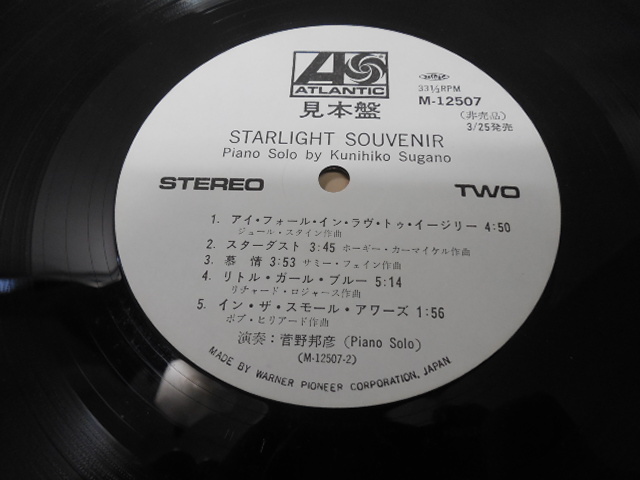 ATLANTIC
33⅓RPM
見本盤
M-12507
(非売品)
3/25発売
STARLIGHT SOUVENIR
Piano Solo by Kunihiko Sugano
STEREO
TWO
1. アイ・フォール・イン・ラヴ・トゥ・イージリー 4:50
ジュール・スタイン作曲
2. スターダスト 3:45 ホーギー・カーマイケル作曲
3. 慕情 3:53 サミー・フェイン作曲
4. リトル・ガール・ブルー 5:14
リチャード・ロジャース作曲
5. イン・ザ・スモール・アワーズ 1:56
ボブ・ヒリアード作曲
演奏：菅野邦彦 (Piano Solo)
(M-12507-2)
MADE BY WARNER PIONEER CORPORATION, JAPAN.